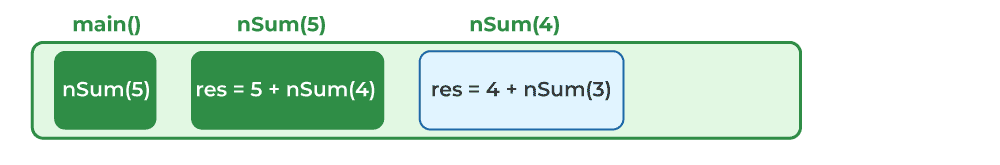 main() nSum(5) nSum(4)
nSum(5) res = 5 + nSum(4) res = 4 + nSum(3)